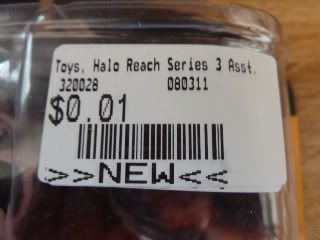 Toys, Halo Reach Series 3 Asst.
320028 080311
$0.01
>>NEW<<